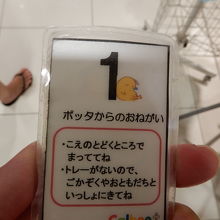 1
ポッタからのおねがい
・こえのとどくところで
まっててね
・トレーがないので、
ごかぞくやおともだちと
いっしょにきてね